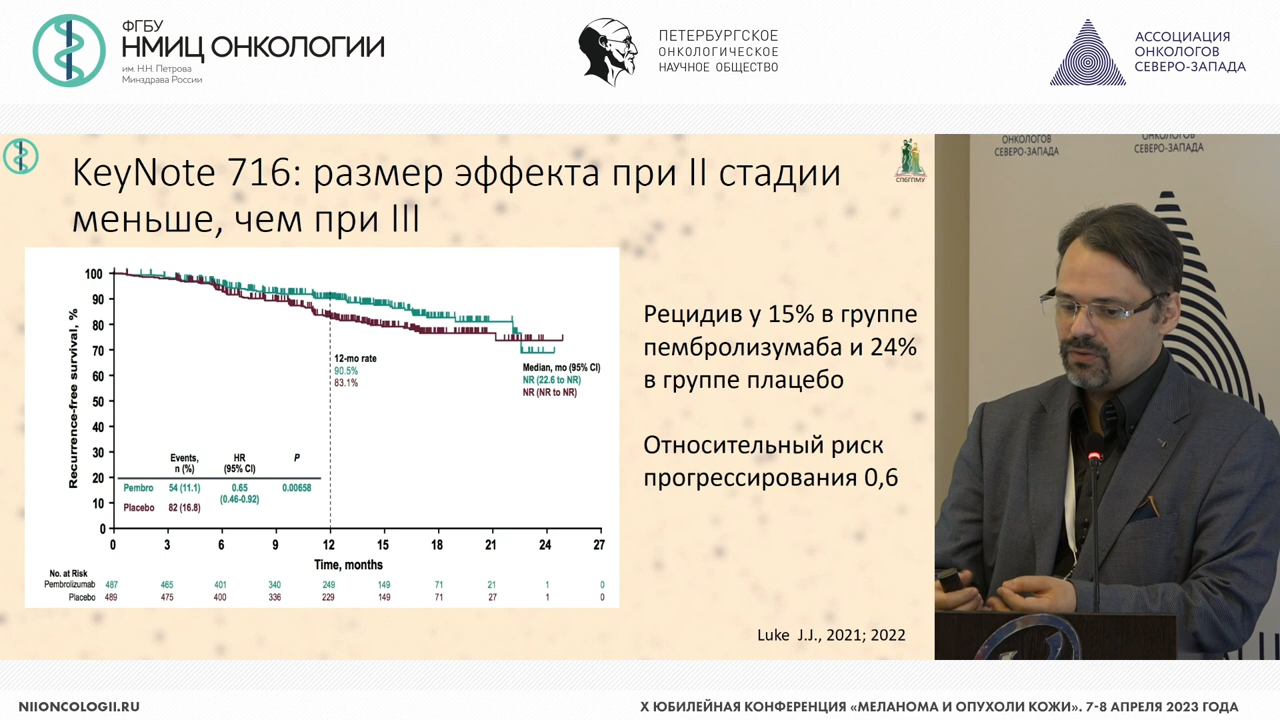 ФГБУ
НМИЦ ОНКОЛОГИИ
им. Н.Н. Петрова
Минздрава России
ПЕТЕРБУРГСКОЕ
ОНКОЛОГИЧЕСКОЕ
НАУЧНОЕ ОБЩЕСТВО
АССОЦИАЦИЯ
ОНКОЛОГОВ
СЕВЕРО-ЗАПАДА
KeyNote 716: размер эффекта при II стадии
меньше, чем при III
СПБГПМУ
Recurrence-free survival, %
100
90
80
70
60
50
40
30
20
10
0
12-mo rate
90.5%
83.1%
Median, mo (95% CI)
NR (22.6 to NR)
NR (NR to NR)
Events, n (%) HR (95% CI) P
Pembro 54 (11.1) 0.65 (0.46-0.92) 0.00658
Placebo 82 (16.8)
0 3 6 9 12 15 18 21 24 27
Time, months
No. at Risk
Pembrolizumab 487 465 401 340 249 149 71 21 1 0
Placebo 489 475 400 336 229 149 71 27 1 0
Рецидив у 15% в группе
пембролизумаба и 24%
в группе плацебо
Относительный риск
прогрессирования 0,6
Luke J.J., 2021; 2022
ОНКОЛОГОВ
СЕВЕРО-ЗАПАДА
ОНКОЛОГОВ
СЕВЕРО-ЗАПАДА
NIIONCOLOGII.RU
X ЮБИЛЕЙНАЯ КОНФЕРЕНЦИЯ «МЕЛАНОМА И ОПУХОЛИ КОЖИ». 7-8 АПРЕЛЯ 2023 ГОДА